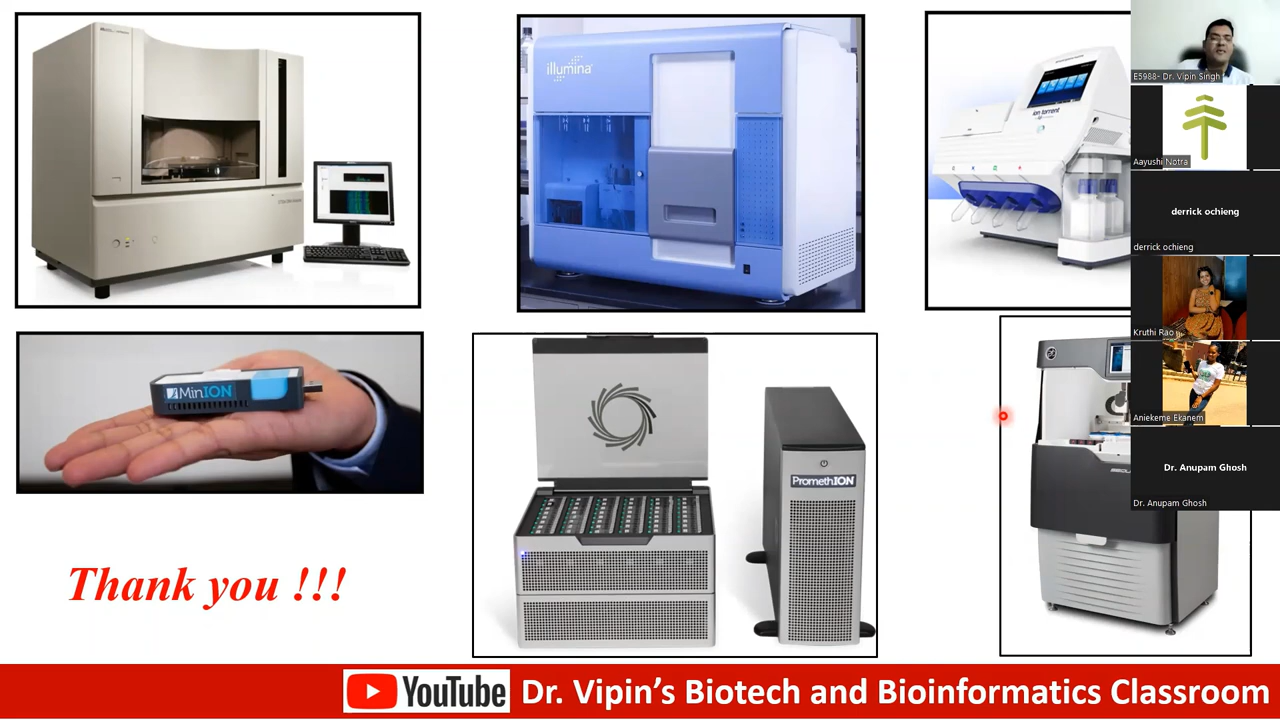 illumina
ion torrent
E5988- Dr. Vipin Singh
Aayushi Notra
derrick ochieng
derrick ochieng
Kruthi Rao
Aniekeme Ekanem
Dr. Anupam Ghosh
Dr. Anupam Ghosh
MinION
PromethION
Thank you !!!
YouTube Dr. Vipin's Biotech and Bioinformatics Classroom